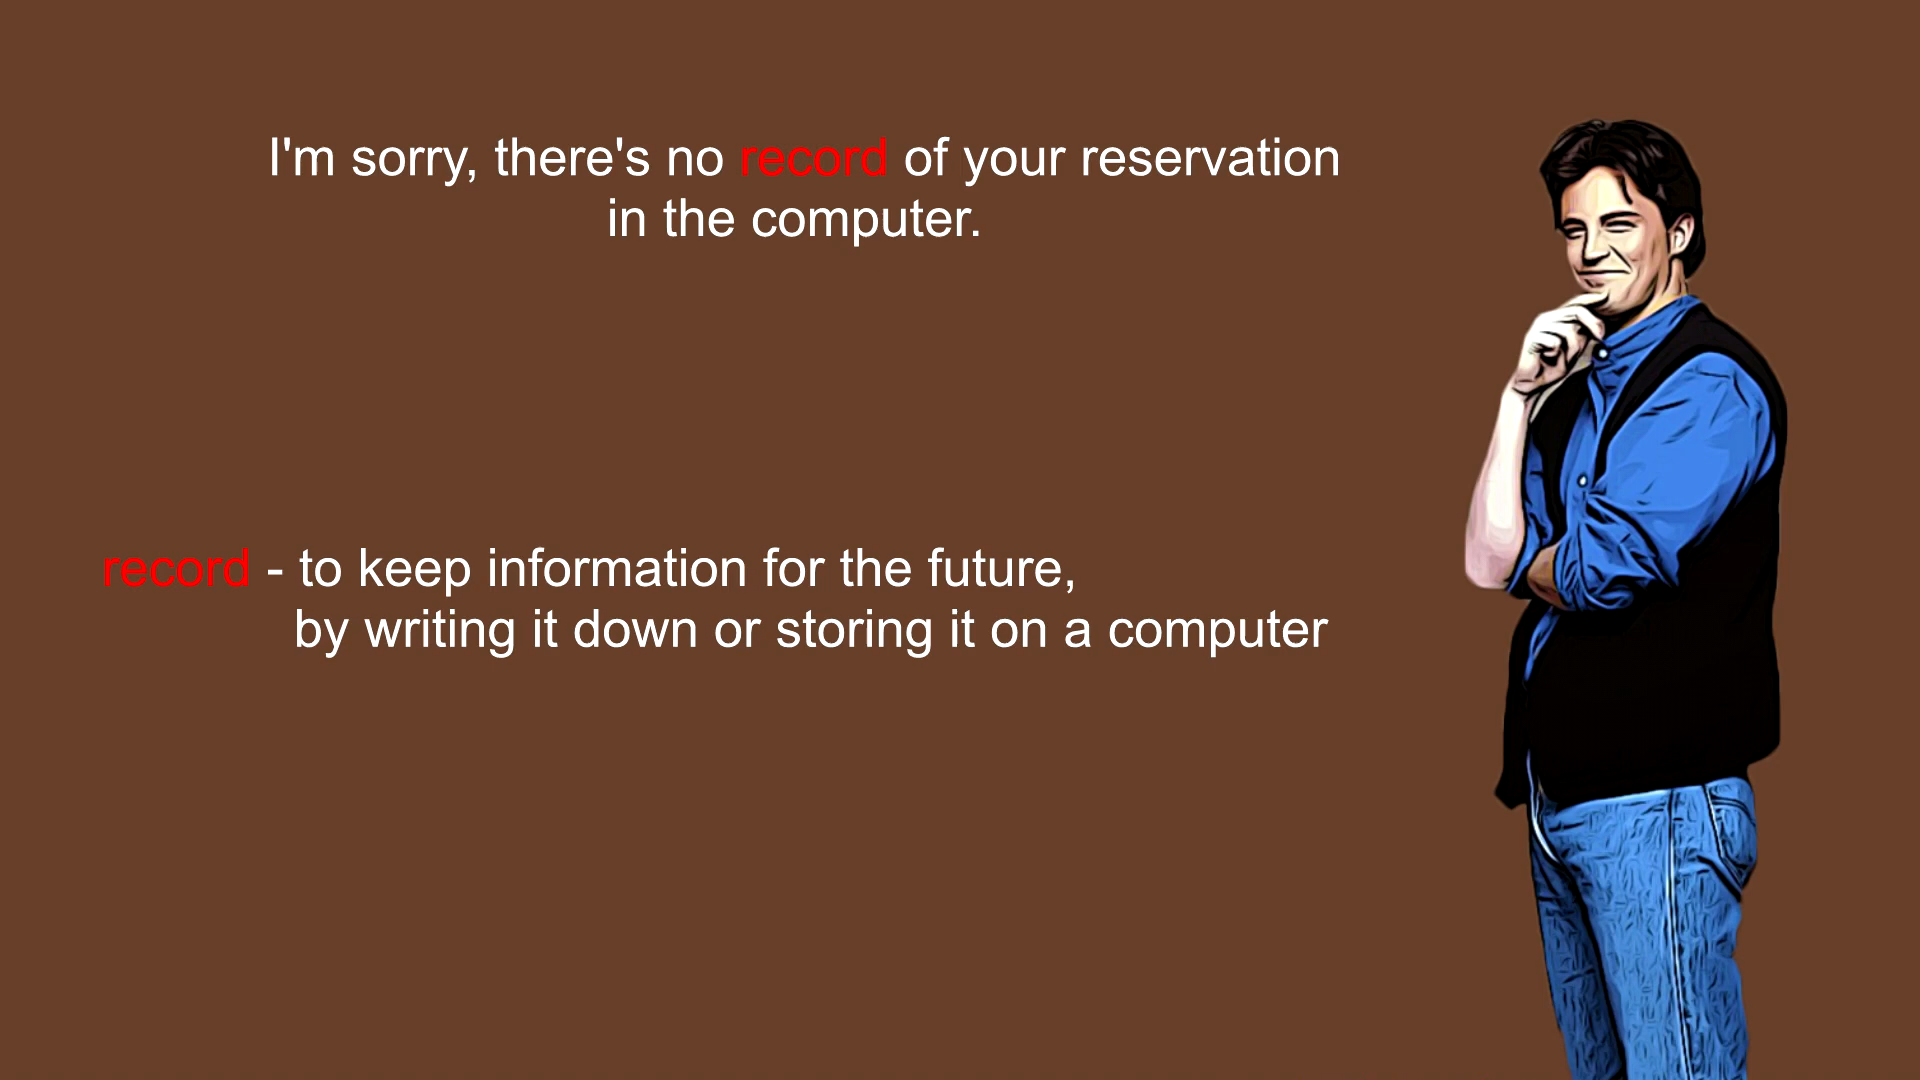 I'm sorry, there's no record of your reservation
in the computer.
record - to keep information for the future,
by writing it down or storing it on a computer